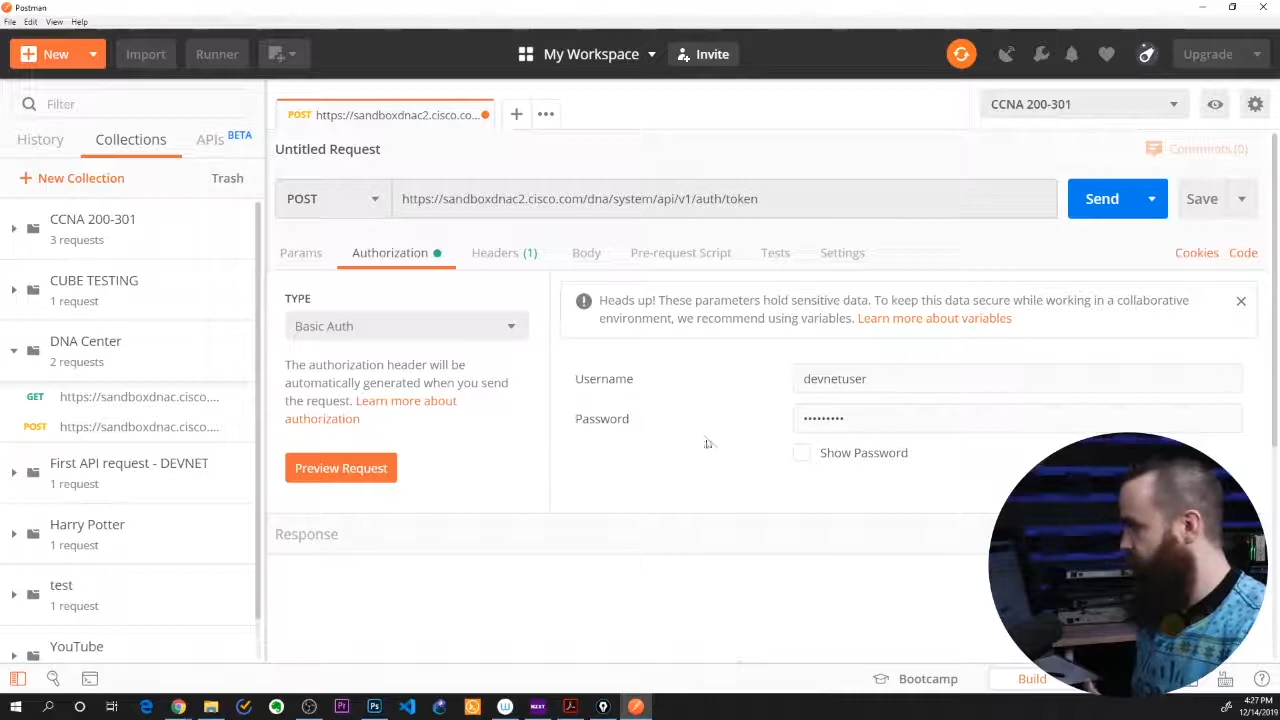 Postman
File Edit View Help
New
Import
Runner
My Workspace
Invite
Upgrade
Filter
History
Collections
APIs BETA
+ New Collection
Trash
CCNA 200-301
3 requests
CUBE TESTING
1 request
DNA Center
2 requests
GET https://sandboxdnac.cisco....
POST https://sandboxdnac.cisco....
First API request - DEVNET
1 request
Harry Potter
1 request
test
1 request
YouTube
POST https://sandboxdnac2.cisco.co...
CCNA 200-301
Untitled Request
Comments (0)
POST
https://sandboxdnac2.cisco.com/dna/system/api/v1/auth/token
Send
Save
Params
Authorization
Headers (1)
Body
Pre-request Script
Tests
Settings
Cookies
Code
TYPE
Basic Auth
The authorization header will be
automatically generated when you send
the request. Learn more about
authorization
Preview Request
Heads up! These parameters hold sensitive data. To keep this data secure while working in a collaborative
environment, we recommend using variables. Learn more about variables
Username
devnetuser
Password
•••••••••
Show Password
Response
Bootcamp
Build
4:27 PM
12/14/2019